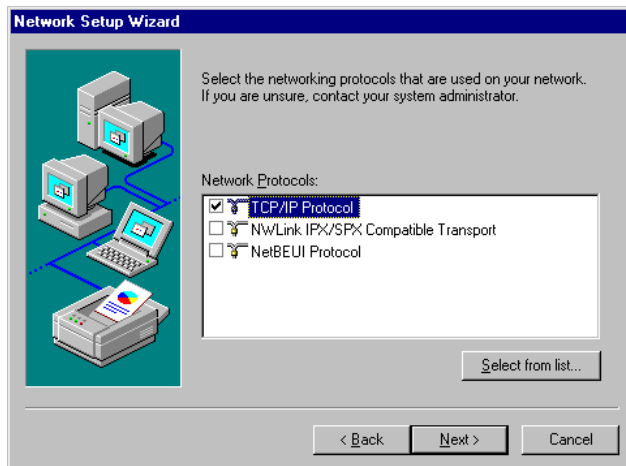 Network Setup Wizard
Select the networking protocols that are used on your network.
If you are unsure, contact your system administrator.
Network Protocols:
TCP/IP Protocol
NWLink IPX/SPX Compatible Transport
NetBEUI Protocol
Select from list...
< Back
Next >
Cancel